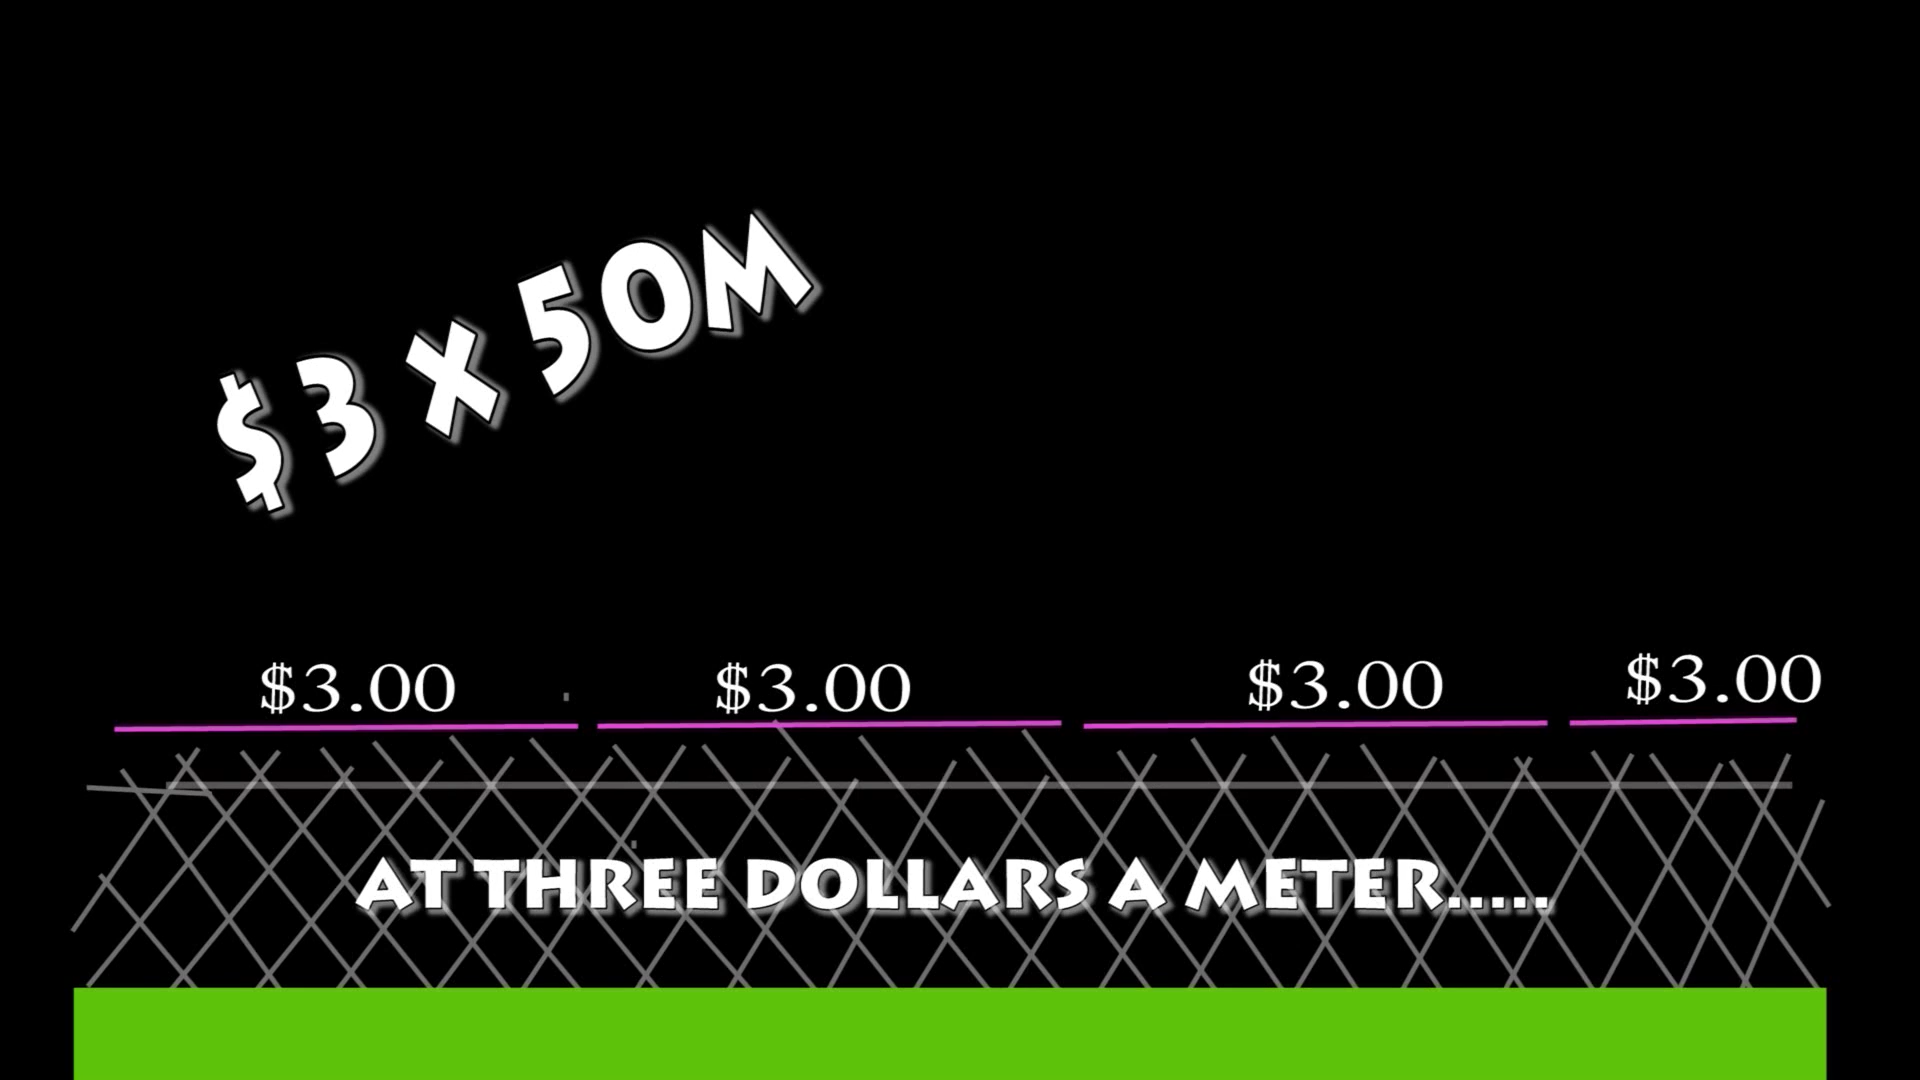 $ 3 X 50M
$3.00 $3.00 $3.00 $3.00
AT THREE DOLLARS A METER.....